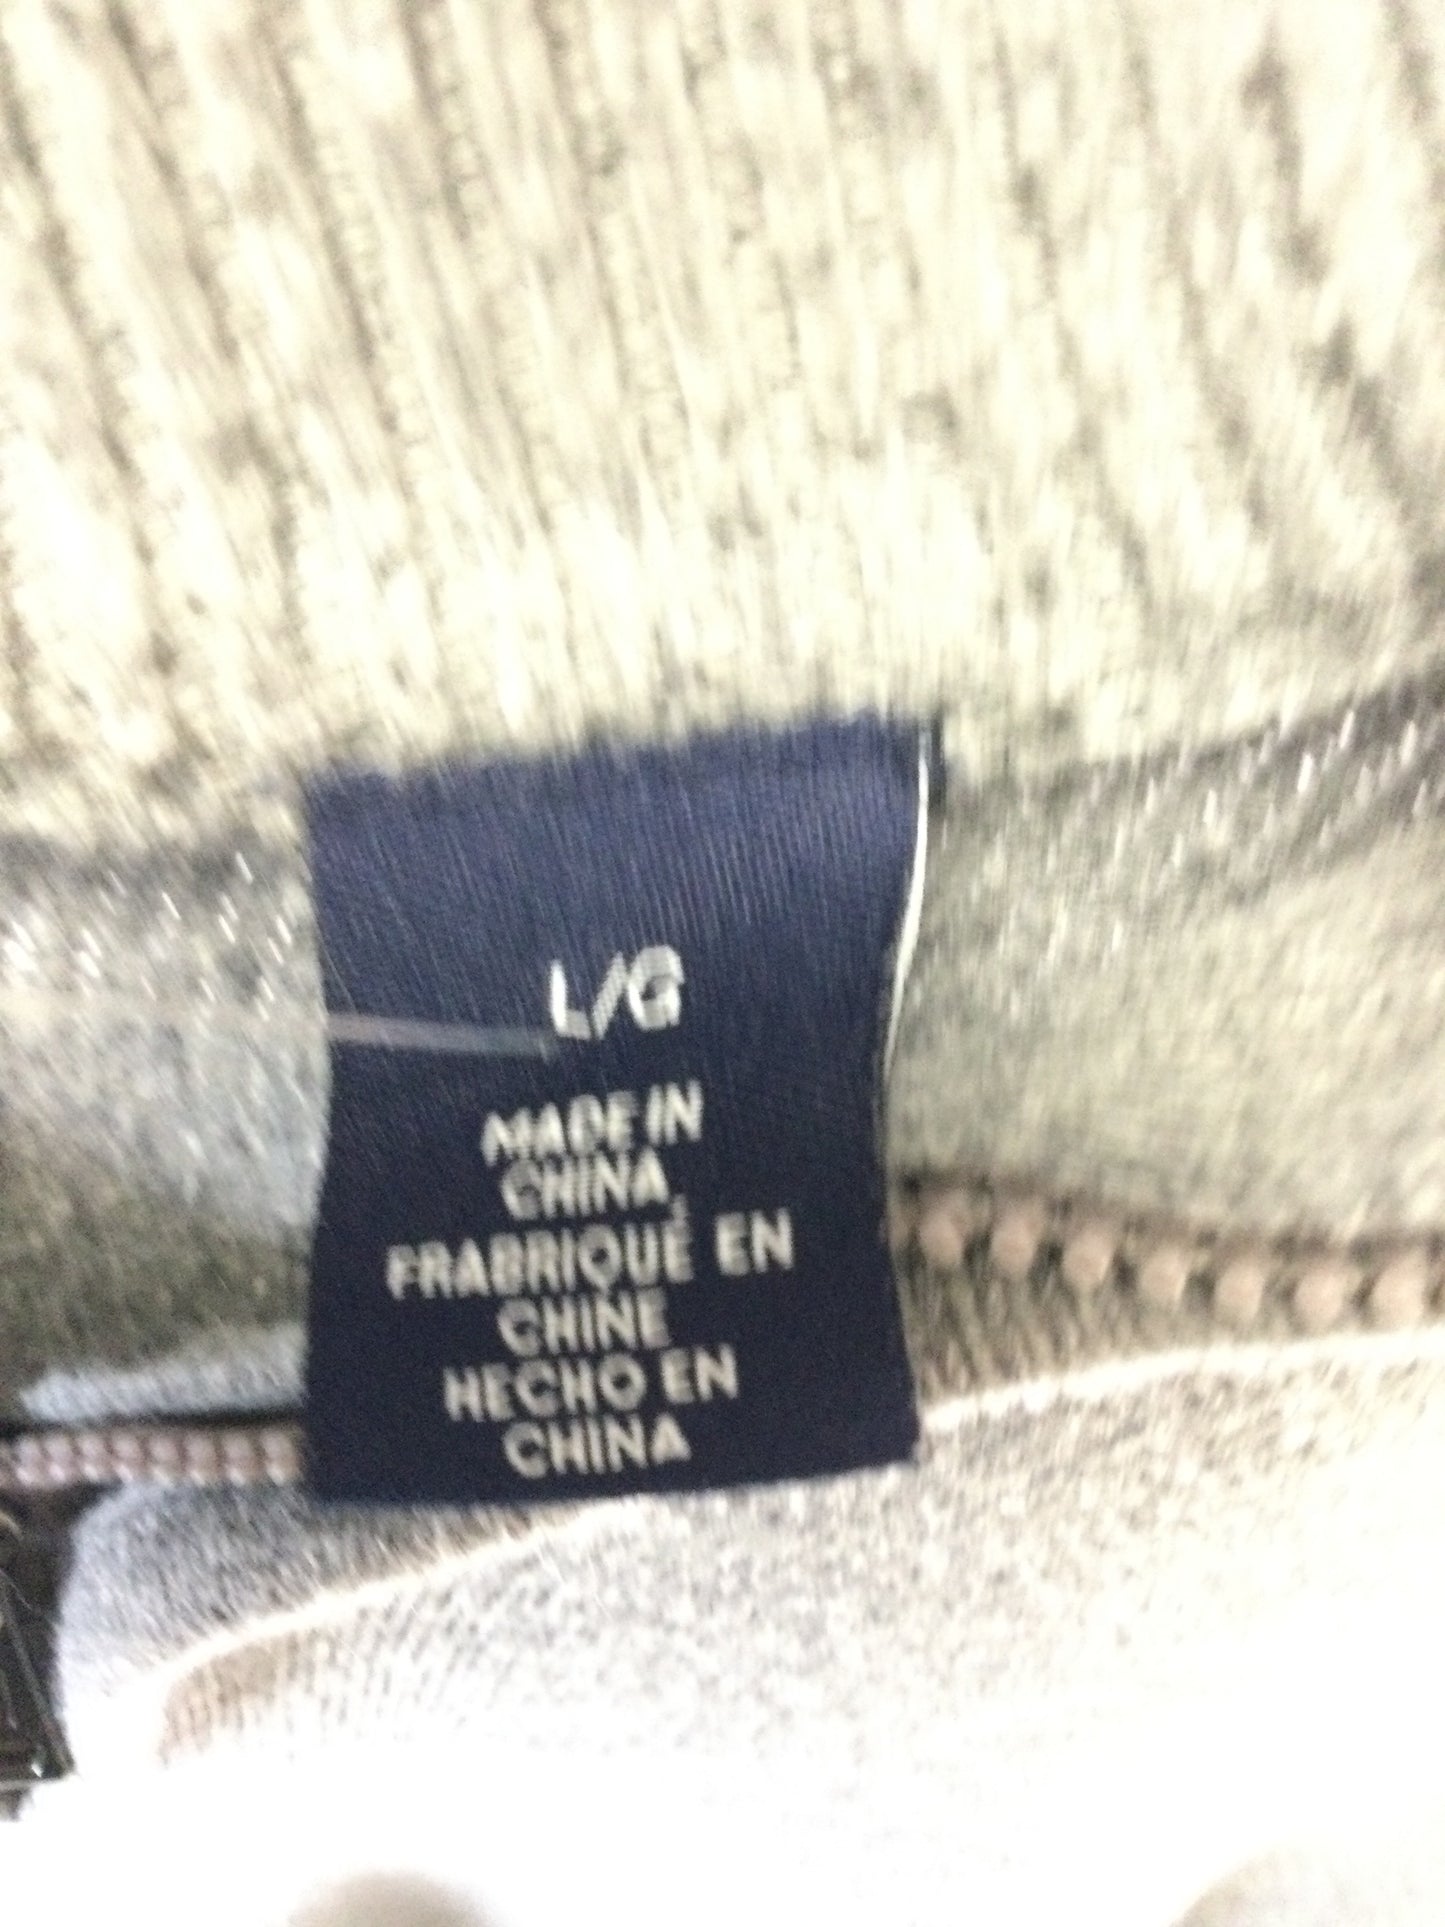 L/G
MADE IN
CHINA
FRABRIQUÉ EN
CHINE
HECHO EN
CHINA